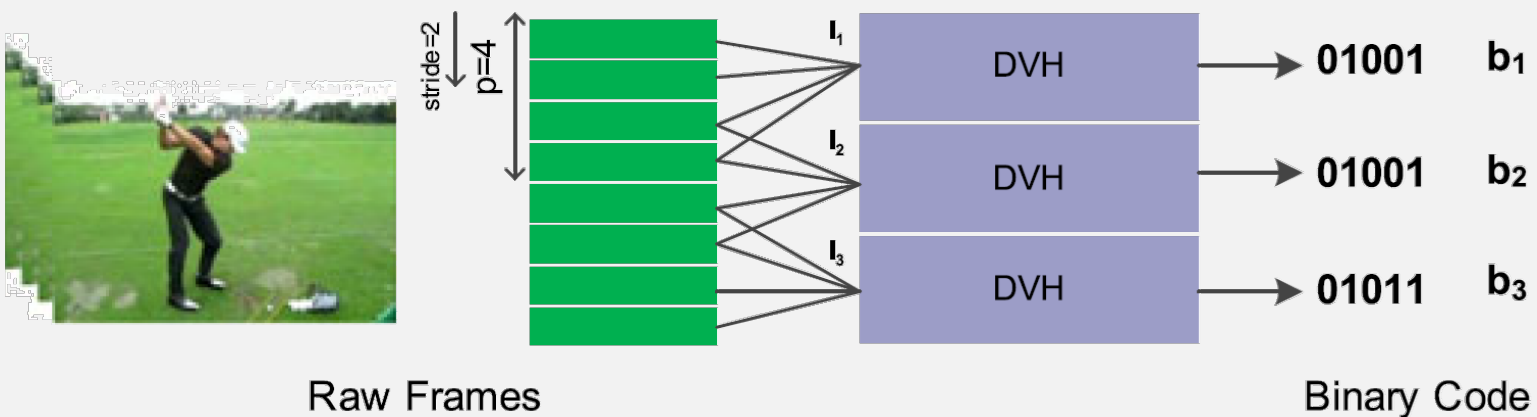 stride=2
p=4
I1
DVH
01001 b1
I2
DVH
01001 b2
I3
DVH
01011 b3
Raw Frames
Binary Code